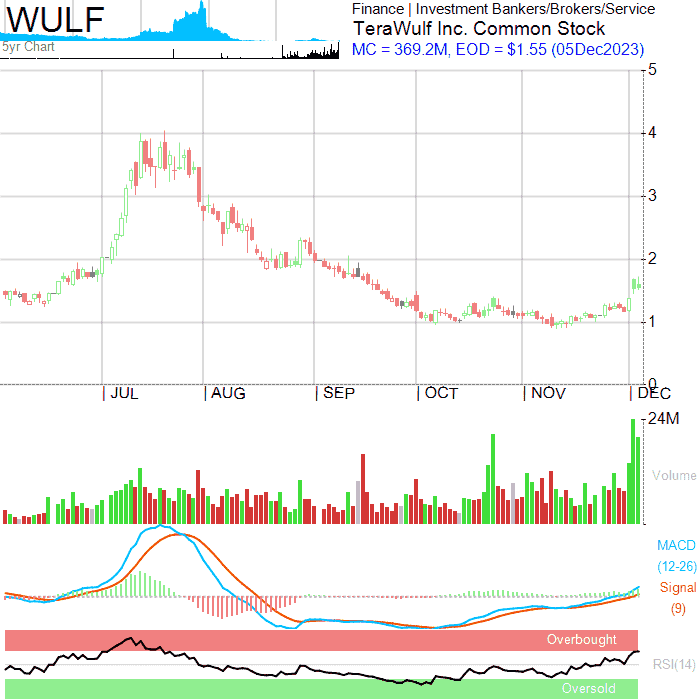 WULF
5yr Chart
Finance | Investment Bankers/Brokers/Service
TeraWulf Inc. Common Stock
MC = 369.2M, EOD = $1.55 (05Dec2023)
5
4
3
2
1
0
JUL AUG SEP OCT NOV DEC
24M
Volume
MACD
(12-26)
Signal
(9)
Overbought
RSI(14)
Oversold